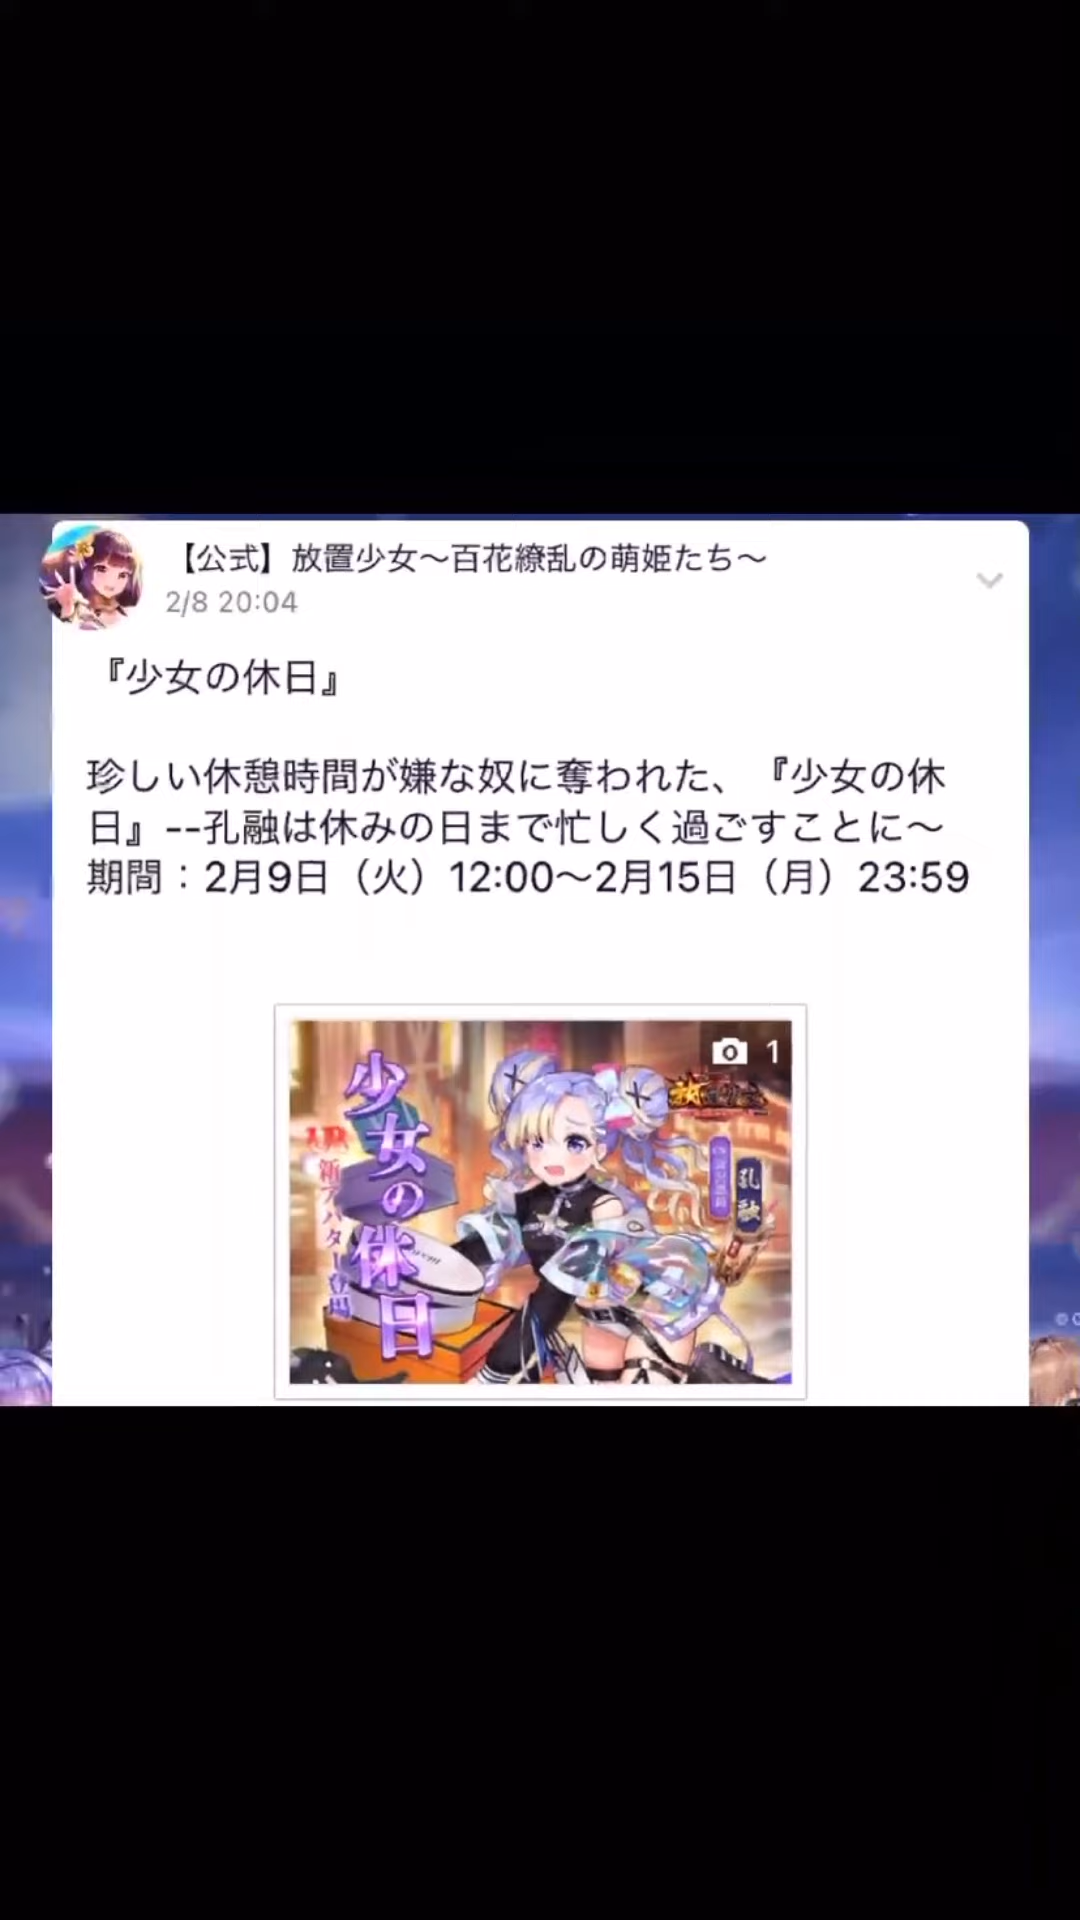 【公式】放置少女〜百花繚乱の萌姫たち〜
2/8 20:04
『少女の休日』
珍しい休憩時間が嫌な奴に奪われた、『少女の休
日』--孔融は休みの日まで忙しく過ごすことに〜
期間：2月9日（火）12:00〜2月15日（月）23:59
1
少女の休日
UR
新アバター
孔融